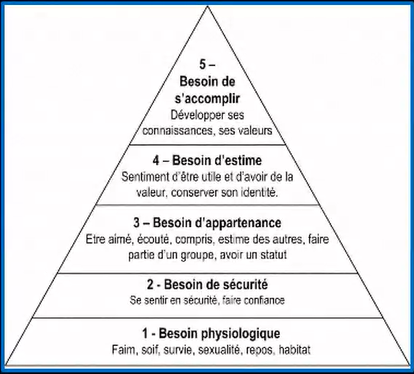 5 –
Besoin de
s’accomplir
Développer ses
connaissances, ses valeurs
4 – Besoin d’estime
Sentiment d’être utile et d’avoir de la
valeur, conserver son identité.
3 – Besoin d’appartenance
Etre aimé, écouté, compris, estime des autres, faire
partie d’un groupe, avoir un statut
2 - Besoin de sécurité
Se sentir en sécurité, faire confiance
1 - Besoin physiologique
Faim, soif, survie, sexualité, repos, habitat